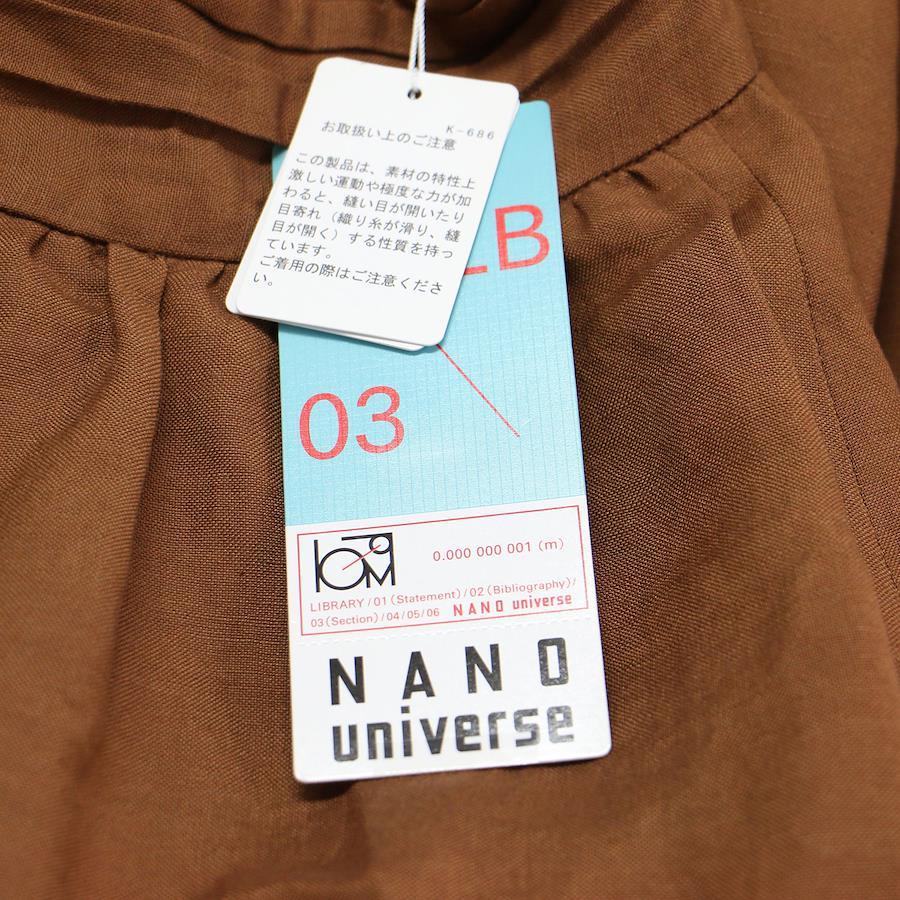 K-686
お取扱い上のご注意
この製品は、素材の特性上
激しい運動や極度な力が加
わると、縫い目が開いたり
目寄れ（織り糸が滑り、縫
目が開く）する性質を持っ
ています。
ご着用の際はご注意くださ
い。
LB
03
0.000 000 001 (m)
LIBRARY/01(Statement)/02(Bibliography)/
03(Section)/04/05/06 NANO universe
NANO
universe